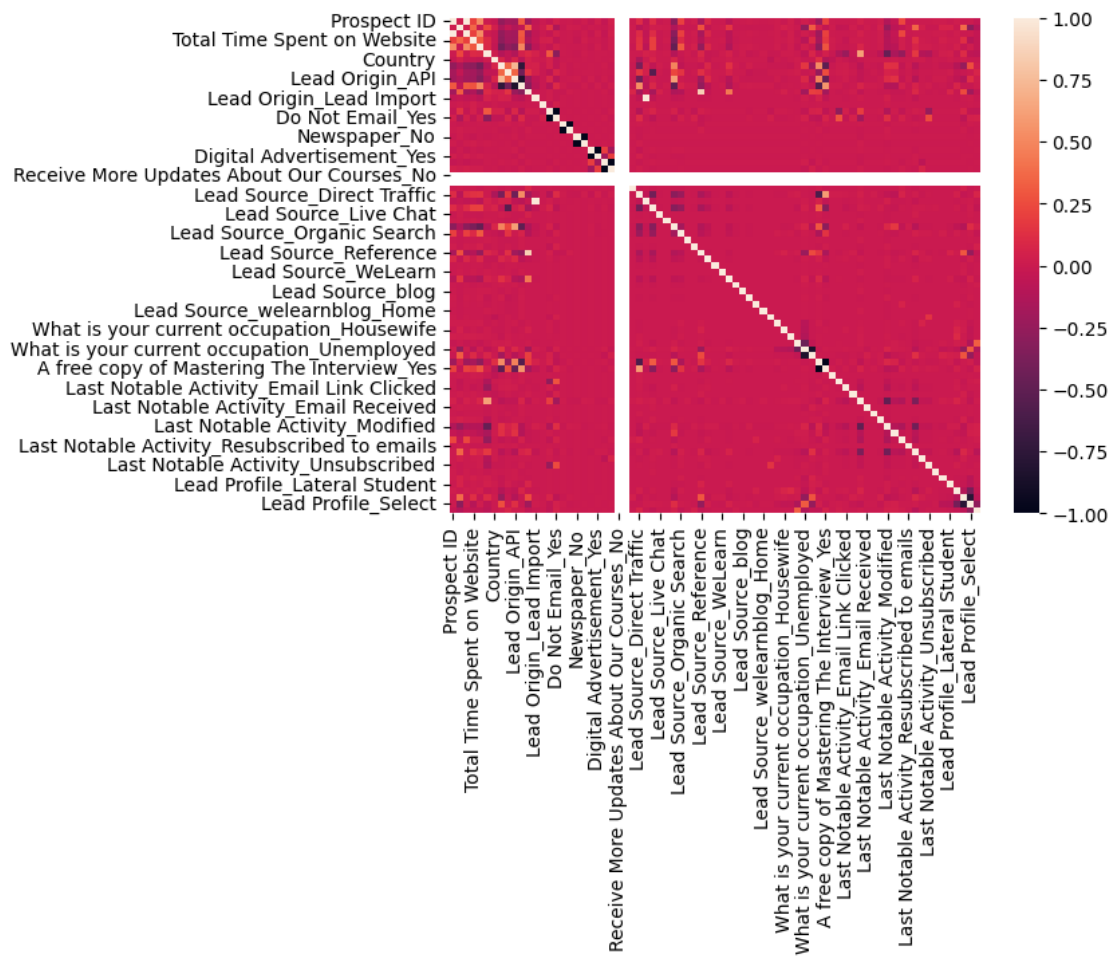 Prospect ID
Total Time Spent on Website
Country
Lead Origin_API
Lead Origin_Lead Import
Do Not Email_Yes
Newspaper_No
Digital Advertisement_Yes
Receive More Updates About Our Courses_No
Lead Source_Direct Traffic
Lead Source_Live Chat
Lead Source_Organic Search
Lead Source_Reference
Lead Source_WeLearn
Lead Source_blog
Lead Source_welearnblog_Home
What is your current occupation_Housewife
What is your current occupation_Unemployed
A free copy of Mastering The Interview_Yes
Last Notable Activity_Email Link Clicked
Last Notable Activity_Email Received
Last Notable Activity_Modified
Last Notable Activity_Resubscribed to emails
Last Notable Activity_Unsubscribed
Lead Profile_Lateral Student
Lead Profile_Select
Prospect ID
Total Time Spent on Website
Country
Lead Origin_API
Lead Origin_Lead Import
Do Not Email_Yes
Newspaper_No
Digital Advertisement_Yes
Receive More Updates About Our Courses_No
Lead Source_Direct Traffic
Lead Source_Live Chat
Lead Source_Organic Search
Lead Source_Reference
Lead Source_WeLearn
Lead Source_blog
Lead Source_welearnblog_Home
What is your current occupation_Housewife
What is your current occupation_Unemployed
A free copy of Mastering The Interview_Yes
Last Notable Activity_Email Link Clicked
Last Notable Activity_Email Received
Last Notable Activity_Modified
Last Notable Activity_Resubscribed to emails
Last Notable Activity_Unsubscribed
Lead Profile_Lateral Student
Lead Profile_Select
1.00
0.75
0.50
0.25
0.00
−0.25
−0.50
−0.75
−1.00